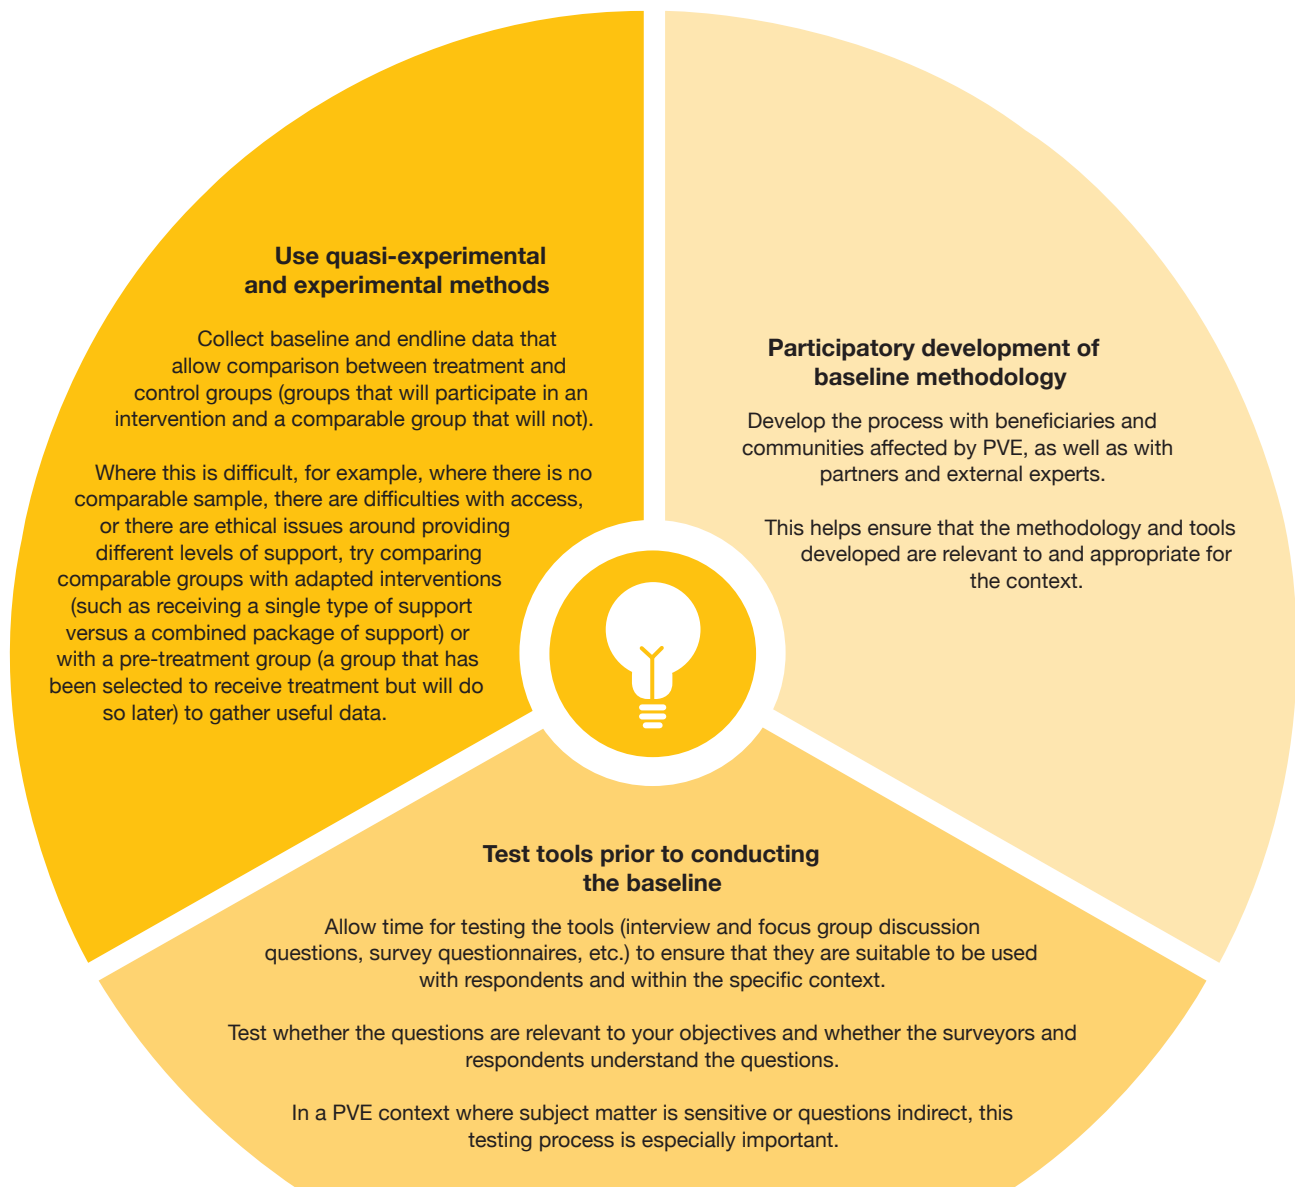 Use quasi-experimental
and experimental methods
Collect baseline and endline data that
allow comparison between treatment and
control groups (groups that will participate in an
intervention and a comparable group that will not).
Where this is difficult, for example, where there is no
comparable sample, there are difficulties with access,
or there are ethical issues around providing
different levels of support, try comparing
comparable groups with adapted interventions
(such as receiving a single type of support
versus a combined package of support) or
with a pre-treatment group (a group that has
been selected to receive treatment but will do
so later) to gather useful data.
Participatory development of
baseline methodology
Develop the process with beneficiaries and
communities affected by PVE, as well as with
partners and external experts.
This helps ensure that the methodology and tools
developed are relevant to and appropriate for
the context.
Test tools prior to conducting
the baseline
Allow time for testing the tools (interview and focus group discussion
questions, survey questionnaires, etc.) to ensure that they are suitable to be used
with respondents and within the specific context.
Test whether the questions are relevant to your objectives and whether the surveyors and
respondents understand the questions.
In a PVE context where subject matter is sensitive or questions indirect, this
testing process is especially important.